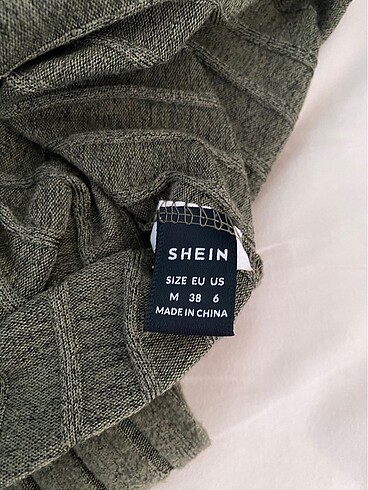 SHEIN
SIZE EU US
M 38 6
MADE IN CHINA